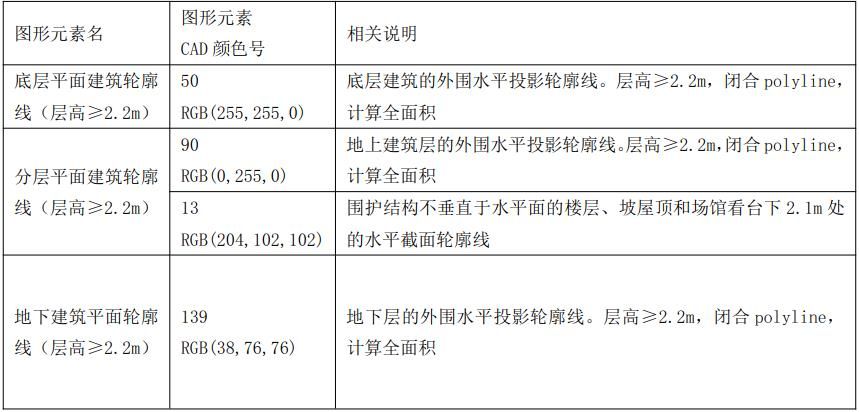 图形元素名
图形元素
CAD 颜色号
相关说明
底层平面建筑轮廓
线（层高≥2.2m）
50
RGB(255,255,0)
底层建筑的外围水平投影轮廓线。层高≥2.2m，闭合 polyline，
计算全面积
分层平面建筑轮廓
线（层高≥2.2m）
90
RGB(0,255,0)
地上建筑层的外围水平投影轮廓线。层高≥2.2m,闭合 polyline，
计算全面积
13
RGB(204,102,102)
围护结构不垂直于水平面的楼层、坡屋顶和场馆看台下 2.1m 处
的水平截面轮廓线
地下建筑平面轮廓
线（层高≥2.2m）
139
RGB(38,76,76)
地下层的外围水平投影轮廓线。层高≥2.2m，闭合 polyline，
计算全面积